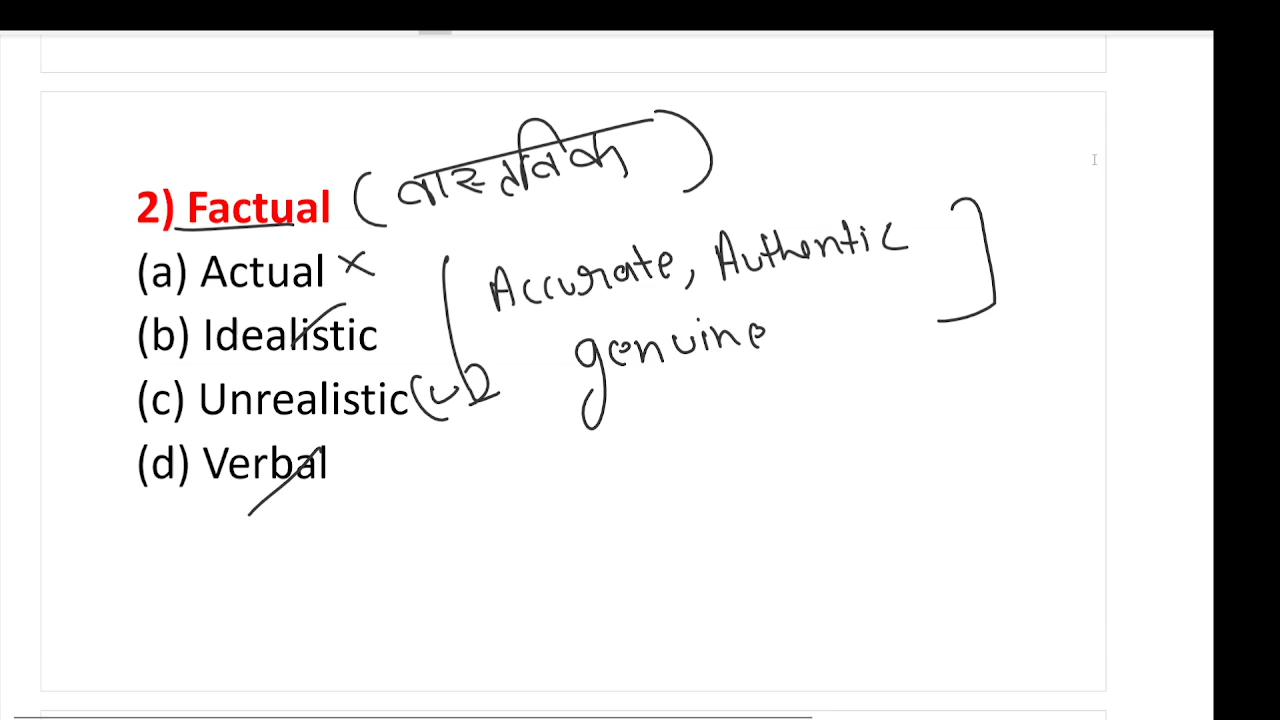 2) Factual (वास्तविक)
(a) Actual ×
(b) Idealistic
(c) Unrealistic
(d) Verbal
[Accurate, Authentic
genuine]